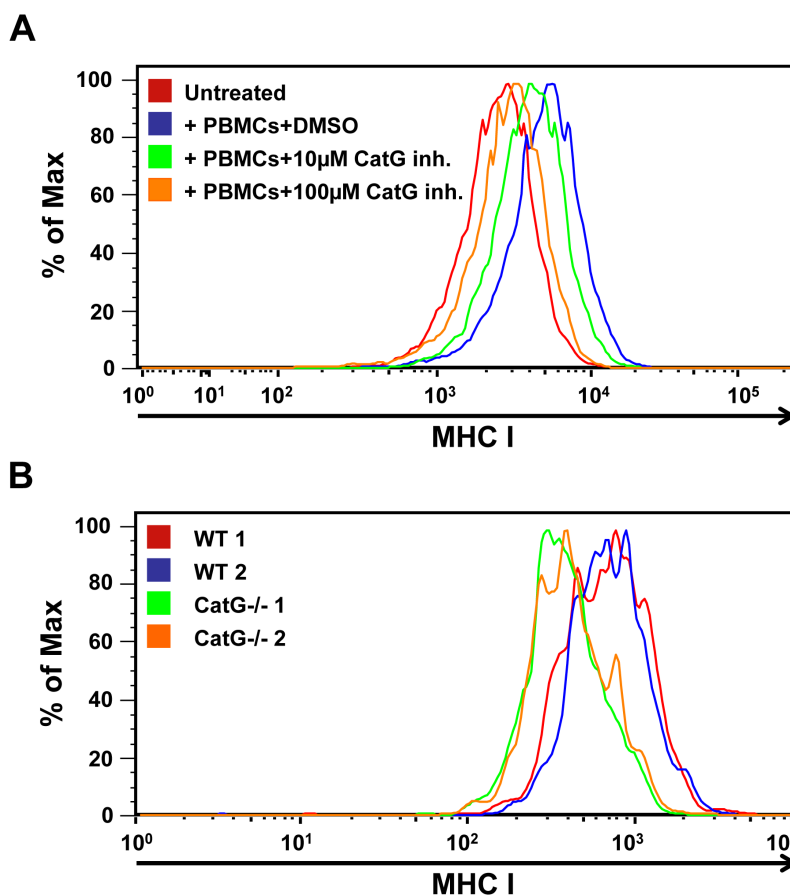 A
100
80
60
40
20
0
% of Max
Untreated
+ PBMCs+DMSO
+ PBMCs+10µM CatG inh.
+ PBMCs+100µM CatG inh.
10⁰ 10¹ 10² 10³ 10⁴ 10⁵
MHC I
B
100
80
60
40
20
0
% of Max
WT 1
WT 2
CatG-/- 1
CatG-/- 2
10⁰ 10¹ 10² 10³ 10
MHC I